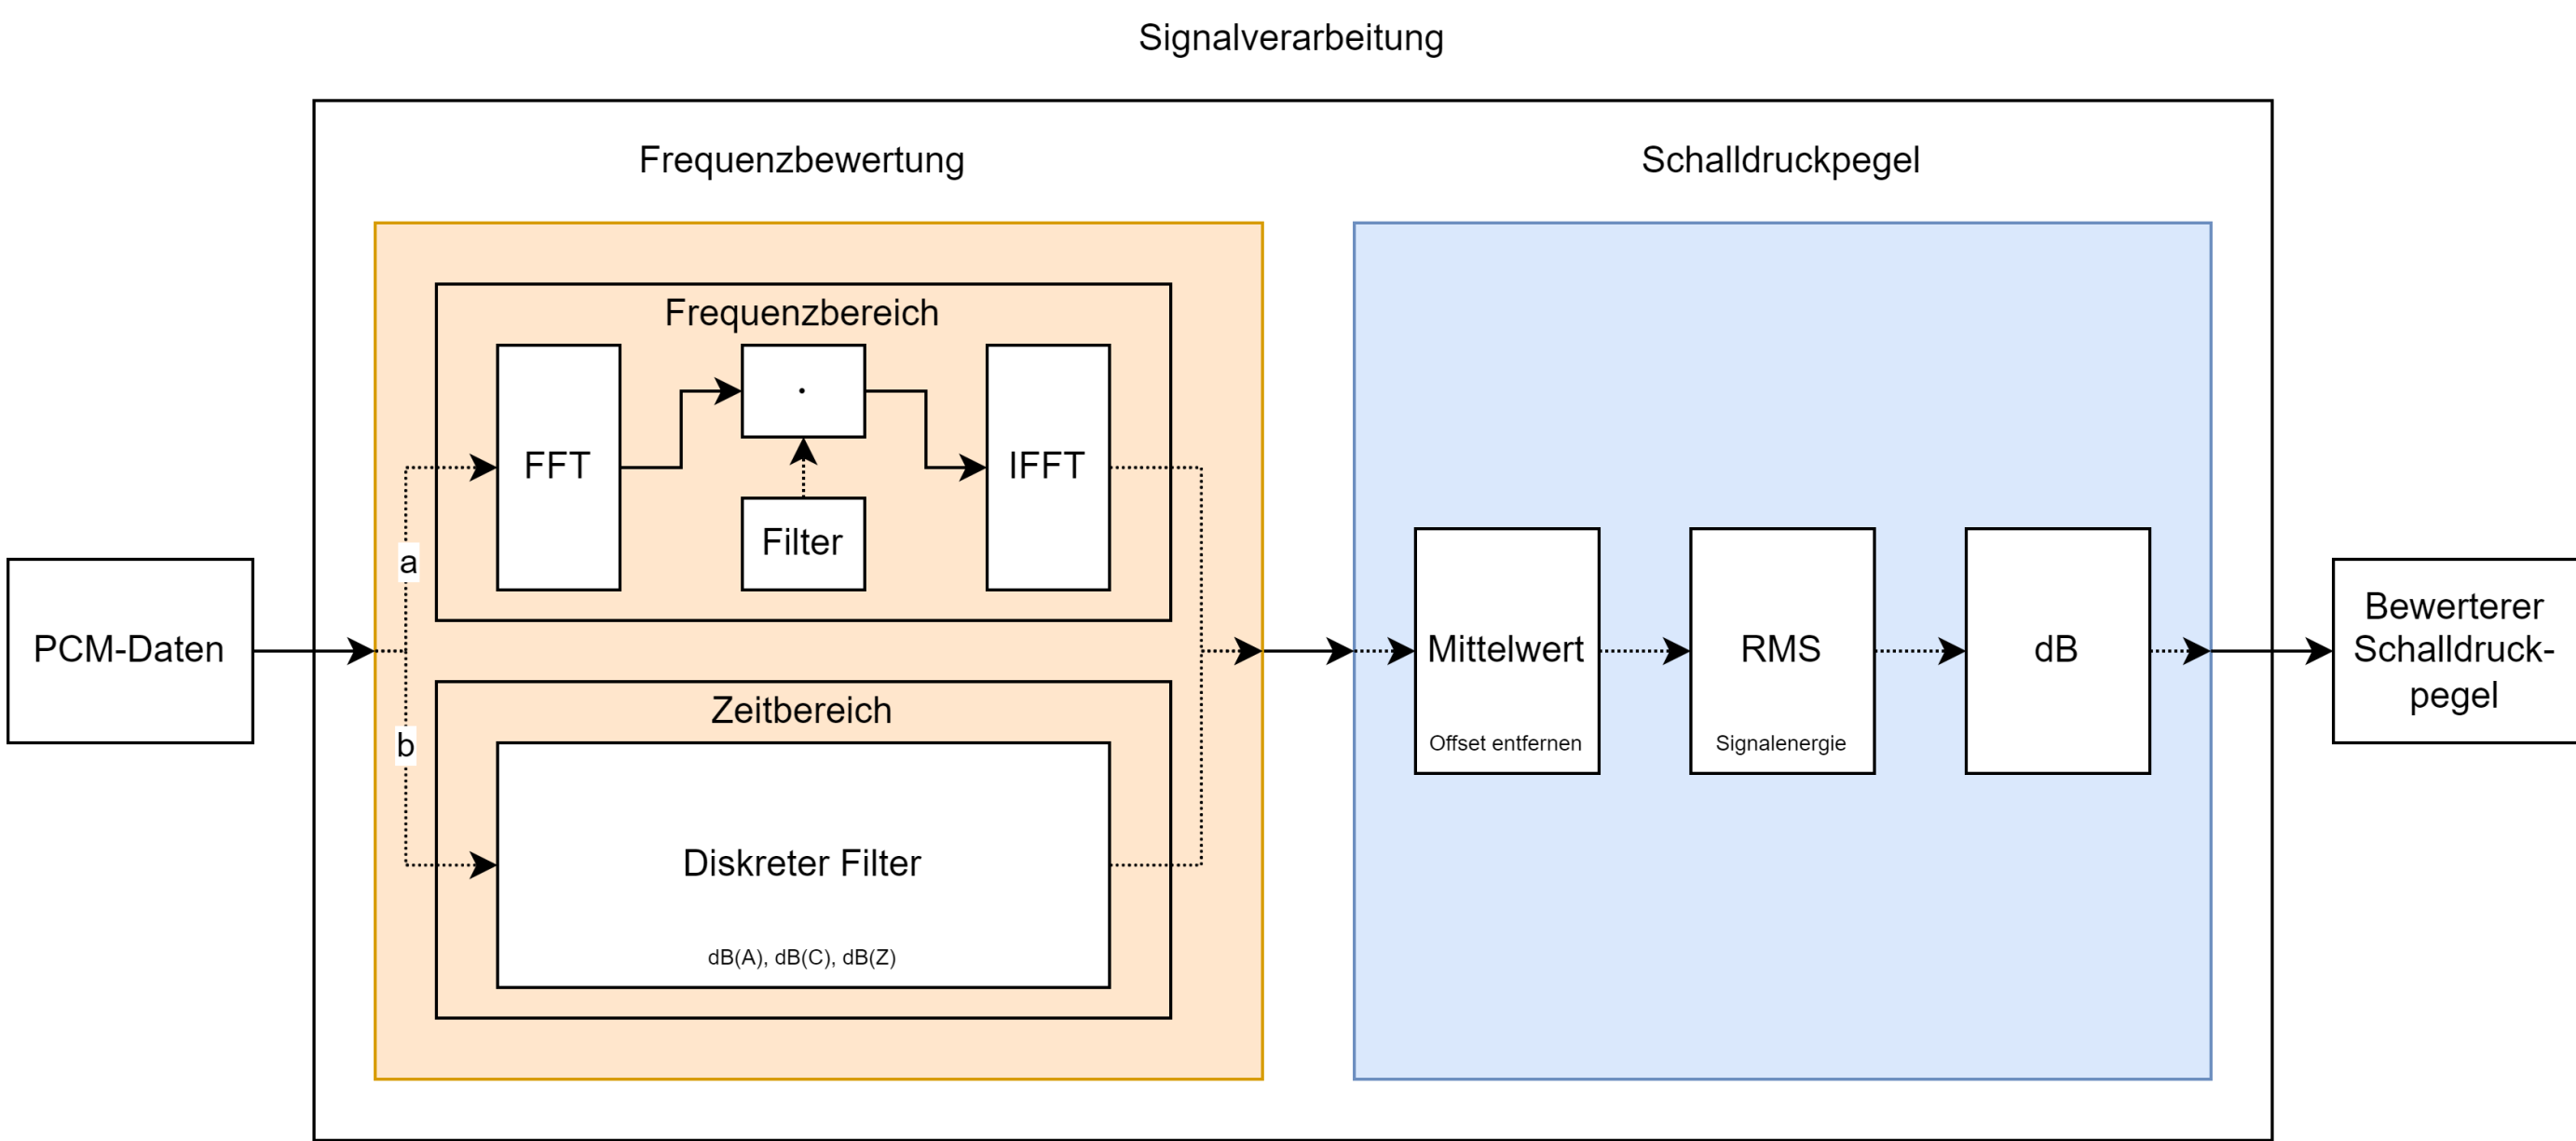 Signalverarbeitung
Frequenzbewertung
Schalldruckpegel
Frequenzbereich
FFT
·
IFFT
Filter
a
PCM-Daten
b
Zeitbereich
Diskreter Filter
dB(A), dB(C), dB(Z)
Mittelwert
Offset entfernen
RMS
Signalenergie
dB
Bewerterer
Schalldruck-
pegel